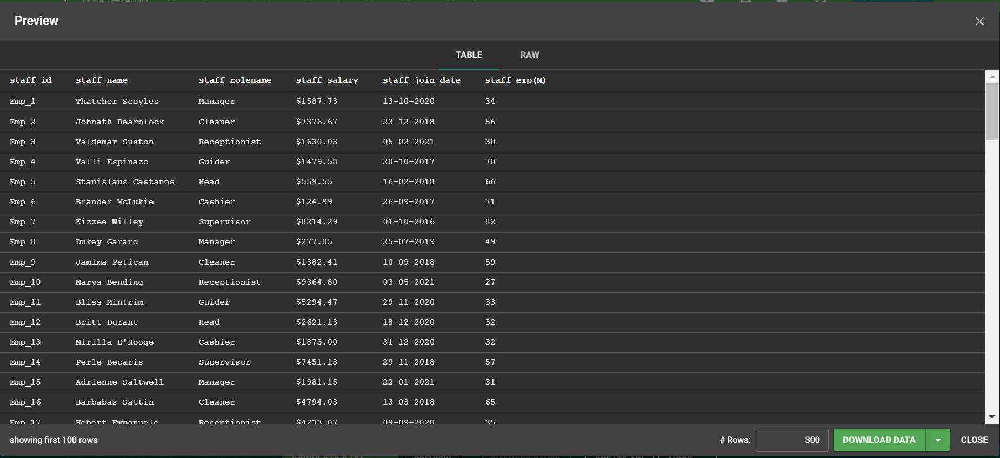 Preview
TABLE RAW
staff_id staff_name staff_rolename staff_salary staff_join_date staff_exp(M)
Emp_1 Thatcher Scoyles Manager $1587.73 13-10-2020 34
Emp_2 Johnath Bearblock Cleaner $7376.67 23-12-2018 56
Emp_3 Valdemar Suston Receptionist $1630.03 05-02-2021 30
Emp_4 Valli Espinazo Guider $1479.58 20-10-2017 70
Emp_5 Stanislaus Castanos Head $559.55 16-02-2018 66
Emp_6 Brander McLukie Cashier $124.99 26-09-2017 71
Emp_7 Kizzee Willey Supervisor $8214.29 01-10-2016 82
Emp_8 Dukey Garard Manager $277.05 25-07-2019 49
Emp_9 Jamima Petican Cleaner $1382.41 10-09-2018 59
Emp_10 Marys Bending Receptionist $9364.80 03-05-2021 27
Emp_11 Bliss Mintrim Guider $5294.47 29-11-2020 33
Emp_12 Britt Durant Head $2621.13 18-12-2020 32
Emp_13 Mirilla D'Hooge Cashier $1873.00 31-12-2020 32
Emp_14 Perle Becaris Supervisor $7451.13 29-11-2018 57
Emp_15 Adrienne Saltwell Manager $1981.15 22-01-2021 31
Emp_16 Barbabas Sattin Cleaner $4794.03 13-03-2018 65
Emp_17 Hebert Emmanuele Receptionist $4233.07 09-09-2020 35
showing first 100 rows # Rows: 300 DOWNLOAD DATA CLOSE